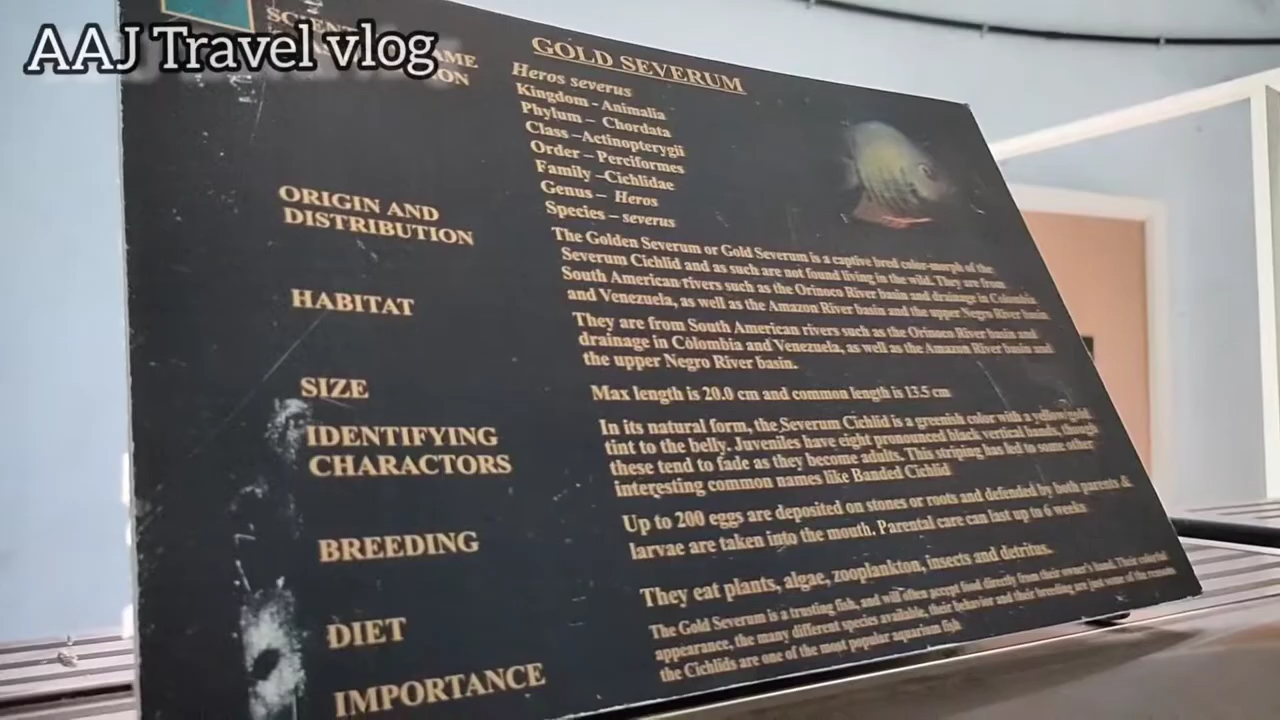 AAJ Travel vlog
GOLD SEVERUM
Heros severus
Kingdom - Animalia
Phylum – Chordata
Class –Actinopterygii
Order – Perciformes
Family –Cichlidae
Genus – Heros
Species – severus
ORIGIN AND
DISTRIBUTION
The Golden Severum or Gold Severum is a captive bred color-morph of the
Severum Cichlid and as such are not found living in the wild. They are from
South American rivers such as the Orinoco River basin and drainage in Colombia
and Venezuela, as well as the Amazon River basin and the upper Negro River basin
HABITAT
They are from South American rivers such as the Orinoco River basin and
drainage in Colombia and Venezuela, as well as the Amazon River basin and
the upper Negro River basin.
SIZE
Max length is 20.0 cm and common length is 13.5 cm
IDENTIFYING
CHARACTORS
In its natural form, the Severum Cichlid is a greenish color with a yellow/gold
tint to the belly. Juveniles have eight pronounced black vertical bands, though
these tend to fade as they become adults. This striping has led to some other
interesting common names like Banded Cichlid
BREEDING
Up to 200 eggs are deposited on stones or roots and defended by both parents &
larvae are taken into the mouth. Parental care can last up to 6 weeks
DIET
They eat plants, algae, zooplankton, insects and detritus.
IMPORTANCE
The Gold Severum is a trusting fish, and will often accept food directly from their owner's hand. Their colorful
appearance, the many different species available, their behavior and their breeding are just some of the reasons
the Cichlids are one of the most popular aquarium fish